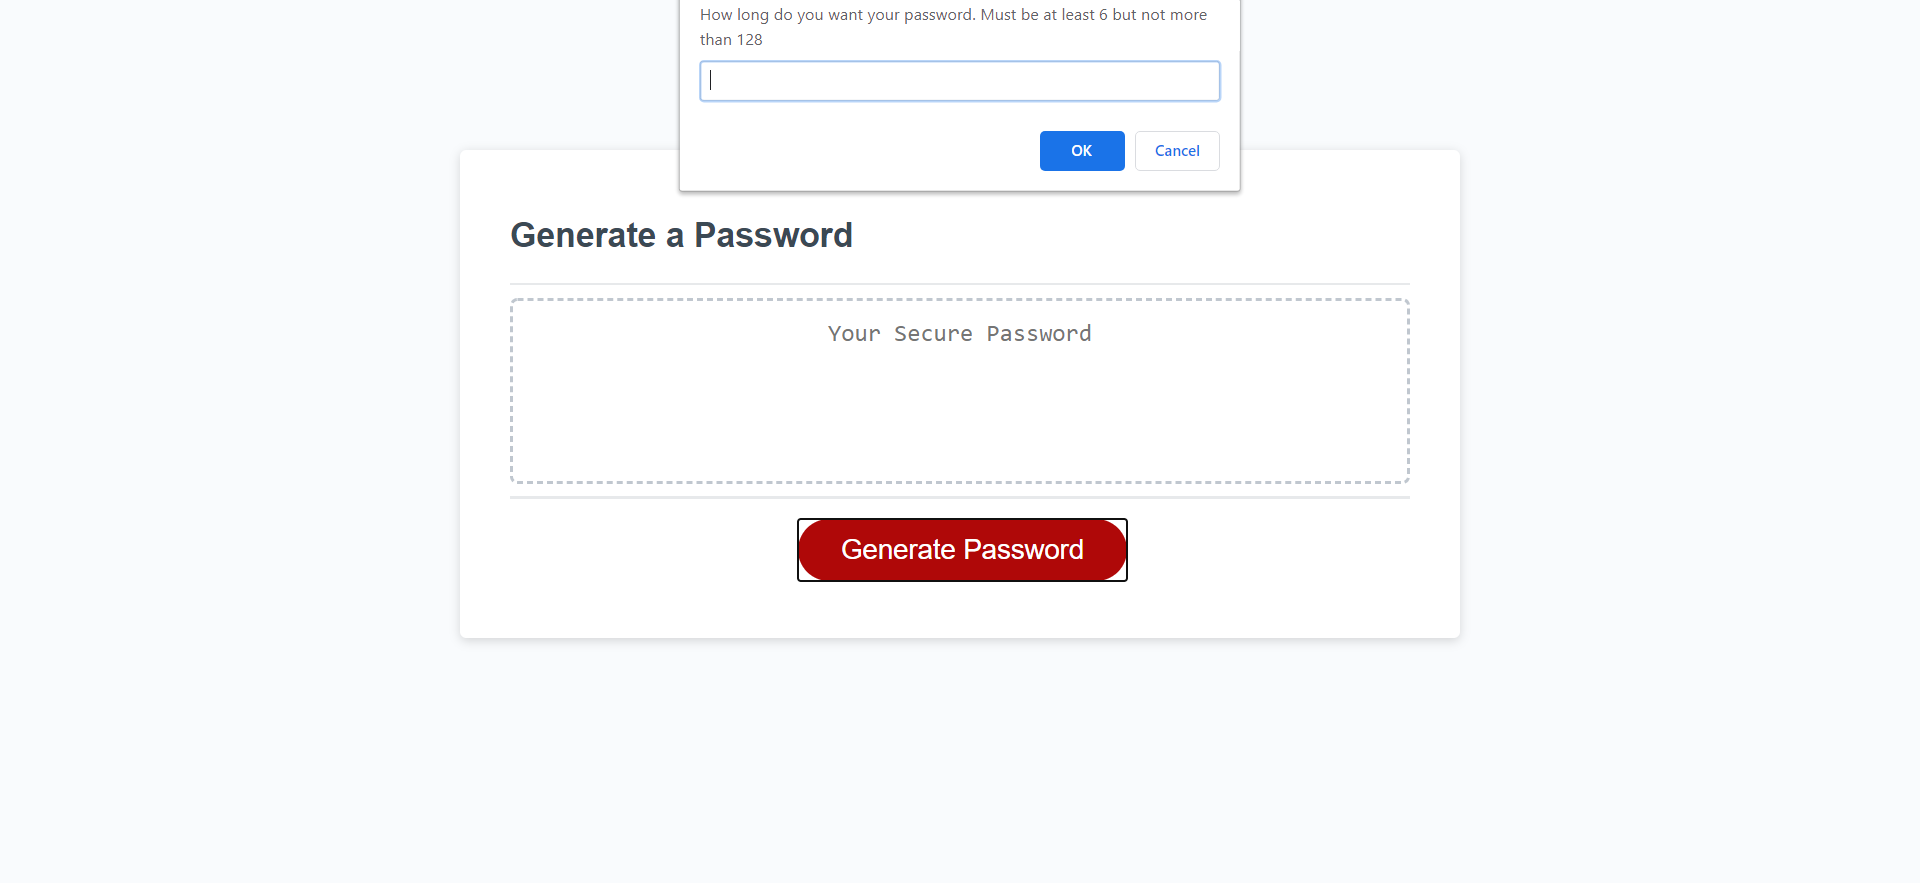 How long do you want your password. Must be at least 6 but not more
than 128
OK
Cancel
Generate a Password
Your Secure Password
Generate Password